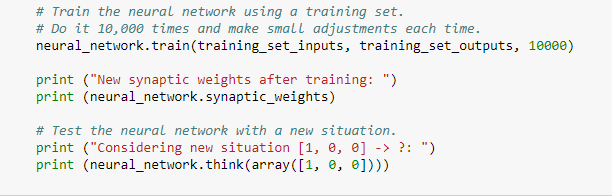 # Train the neural network using a training set.
# Do it 10,000 times and make small adjustments each time.
neural_network.train(training_set_inputs, training_set_outputs, 10000)
print ("New synaptic weights after training: ")
print (neural_network.synaptic_weights)
# Test the neural network with a new situation.
print ("Considering new situation [1, 0, 0] -> ?: ")
print (neural_network.think(array([1, 0, 0])))